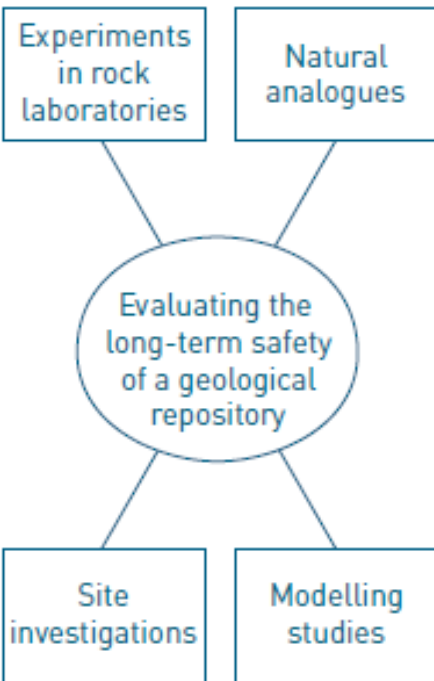 Experiments
in rock
laboratories
Natural
analogues
Evaluating the
long-term safety
of a geological
repository
Site
investigations
Modelling
studies